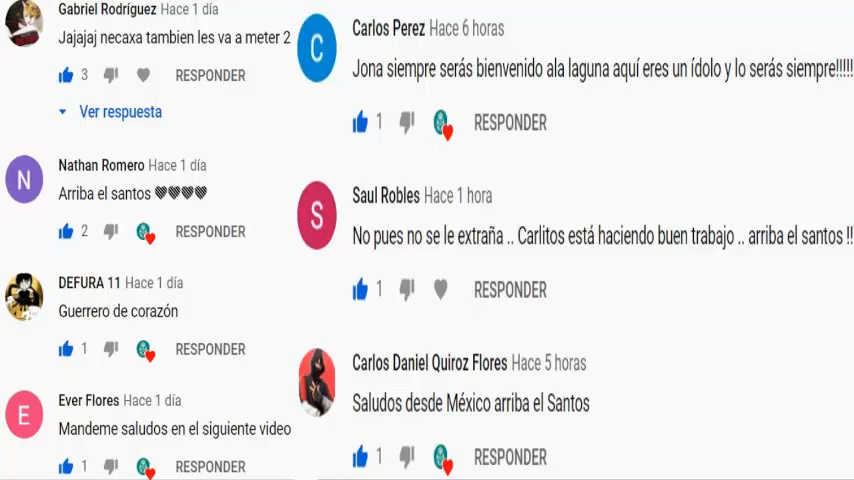 Gabriel Rodríguez Hace 1 día
Jajajaj necaxa tambien les va a meter 2
3 RESPONDER
Ver respuesta
N
Nathan Romero Hace 1 día
Arriba el santos 🖤🖤🖤🖤
2 RESPONDER
DEFURA 11 Hace 1 día
Guerrero de corazón
1 RESPONDER
E
Ever Flores Hace 1 día
Mandeme saludos en el siguiente video
1 RESPONDER
C
Carlos Perez Hace 6 horas
Jona siempre serás bienvenido ala laguna aquí eres un ídolo y lo serás siempre!!!!!
1 RESPONDER
S
Saul Robles Hace 1 hora
No pues no se le extraña .. Carlitos está haciendo buen trabajo .. arriba el santos !!
1 RESPONDER
Carlos Daniel Quiroz Flores Hace 5 horas
Saludos desde México arriba el Santos
1 RESPONDER